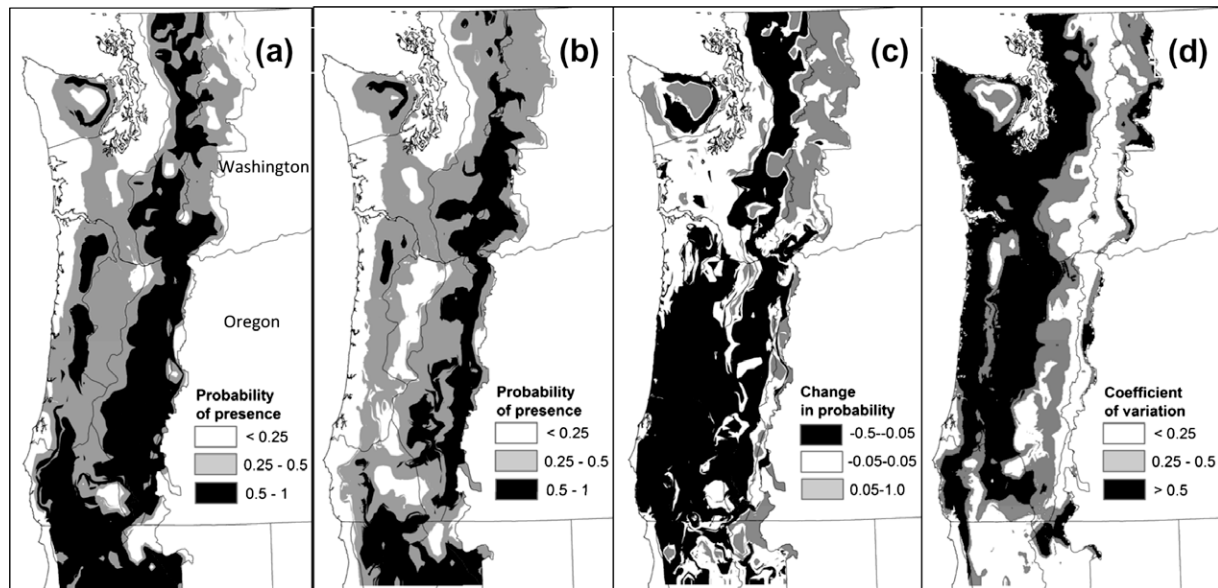 (a)
Washington
Oregon
Probability
of presence
< 0.25
0.25 - 0.5
0.5 - 1
(b)
Probability
of presence
< 0.25
0.25 - 0.5
0.5 - 1
(c)
Change
in probability
-0.5--0.05
-0.05-0.05
0.05-1.0
(d)
Coefficient
of variation
< 0.25
0.25 - 0.5
> 0.5